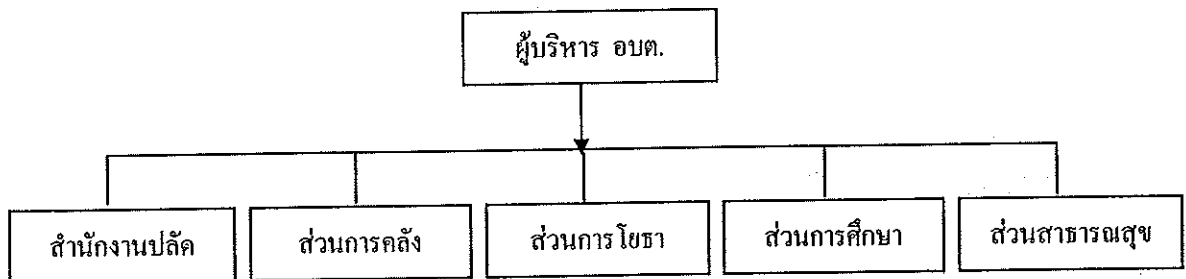 ผู้บริหาร อบต.
สำนักงานปลัด
ส่วนการคลัง
ส่วนการโยธา
ส่วนการศึกษา
ส่วนสาธารณสุข